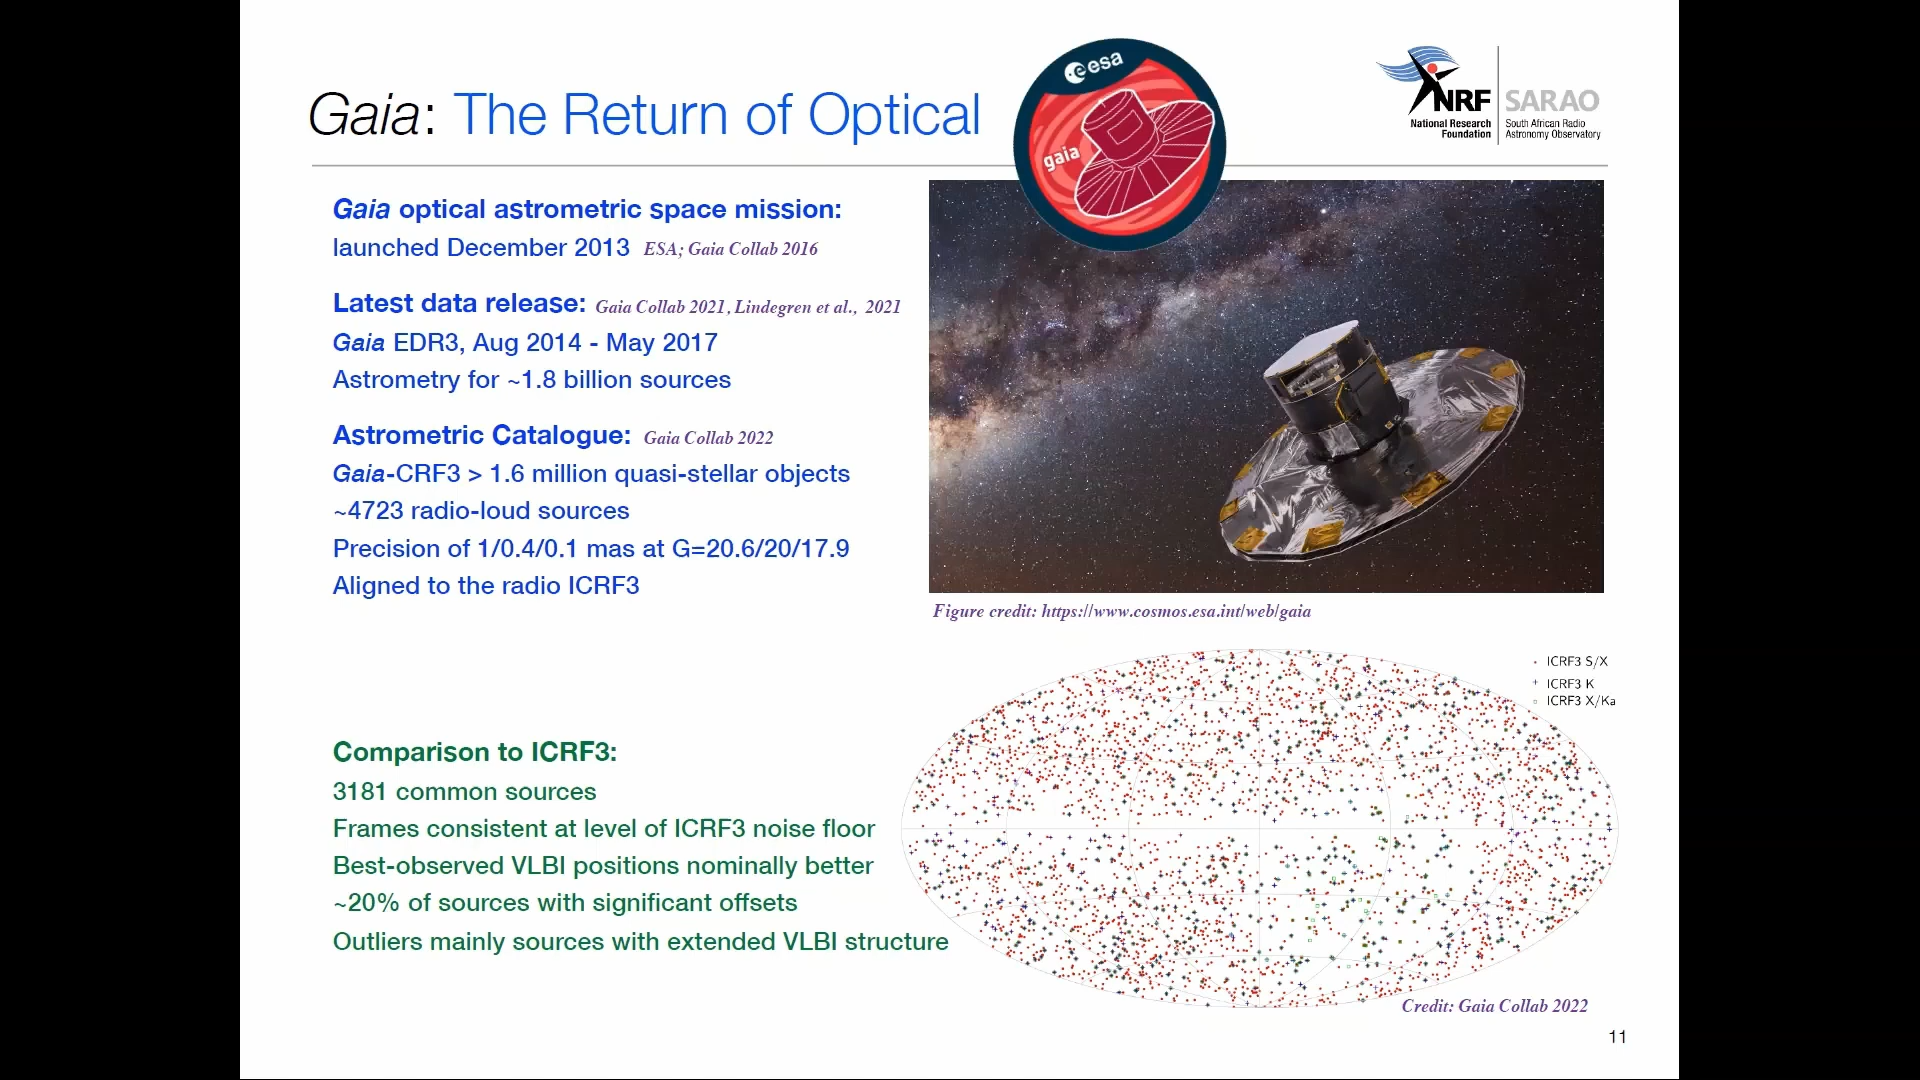 Gaia: The Return of Optical
esa
gaia
NRF
National Research
Foundation
SARAO
South African Radio
Astronomy Observatory
Gaia optical astrometric space mission:
launched December 2013 ESA; Gaia Collab 2016
Latest data release: Gaia Collab 2021, Lindegren et al., 2021
Gaia EDR3, Aug 2014 - May 2017
Astrometry for ~1.8 billion sources
Astrometric Catalogue: Gaia Collab 2022
Gaia-CRF3 > 1.6 million quasi-stellar objects
~4723 radio-loud sources
Precision of 1/0.4/0.1 mas at G=20.6/20/17.9
Aligned to the radio ICRF3
Figure credit: https://www.cosmos.esa.int/web/gaia
ICRF3 S/X
ICRF3 K
ICRF3 X/Ka
Comparison to ICRF3:
3181 common sources
Frames consistent at level of ICRF3 noise floor
Best-observed VLBI positions nominally better
~20% of sources with significant offsets
Outliers mainly sources with extended VLBI structure
Credit: Gaia Collab 2022
11